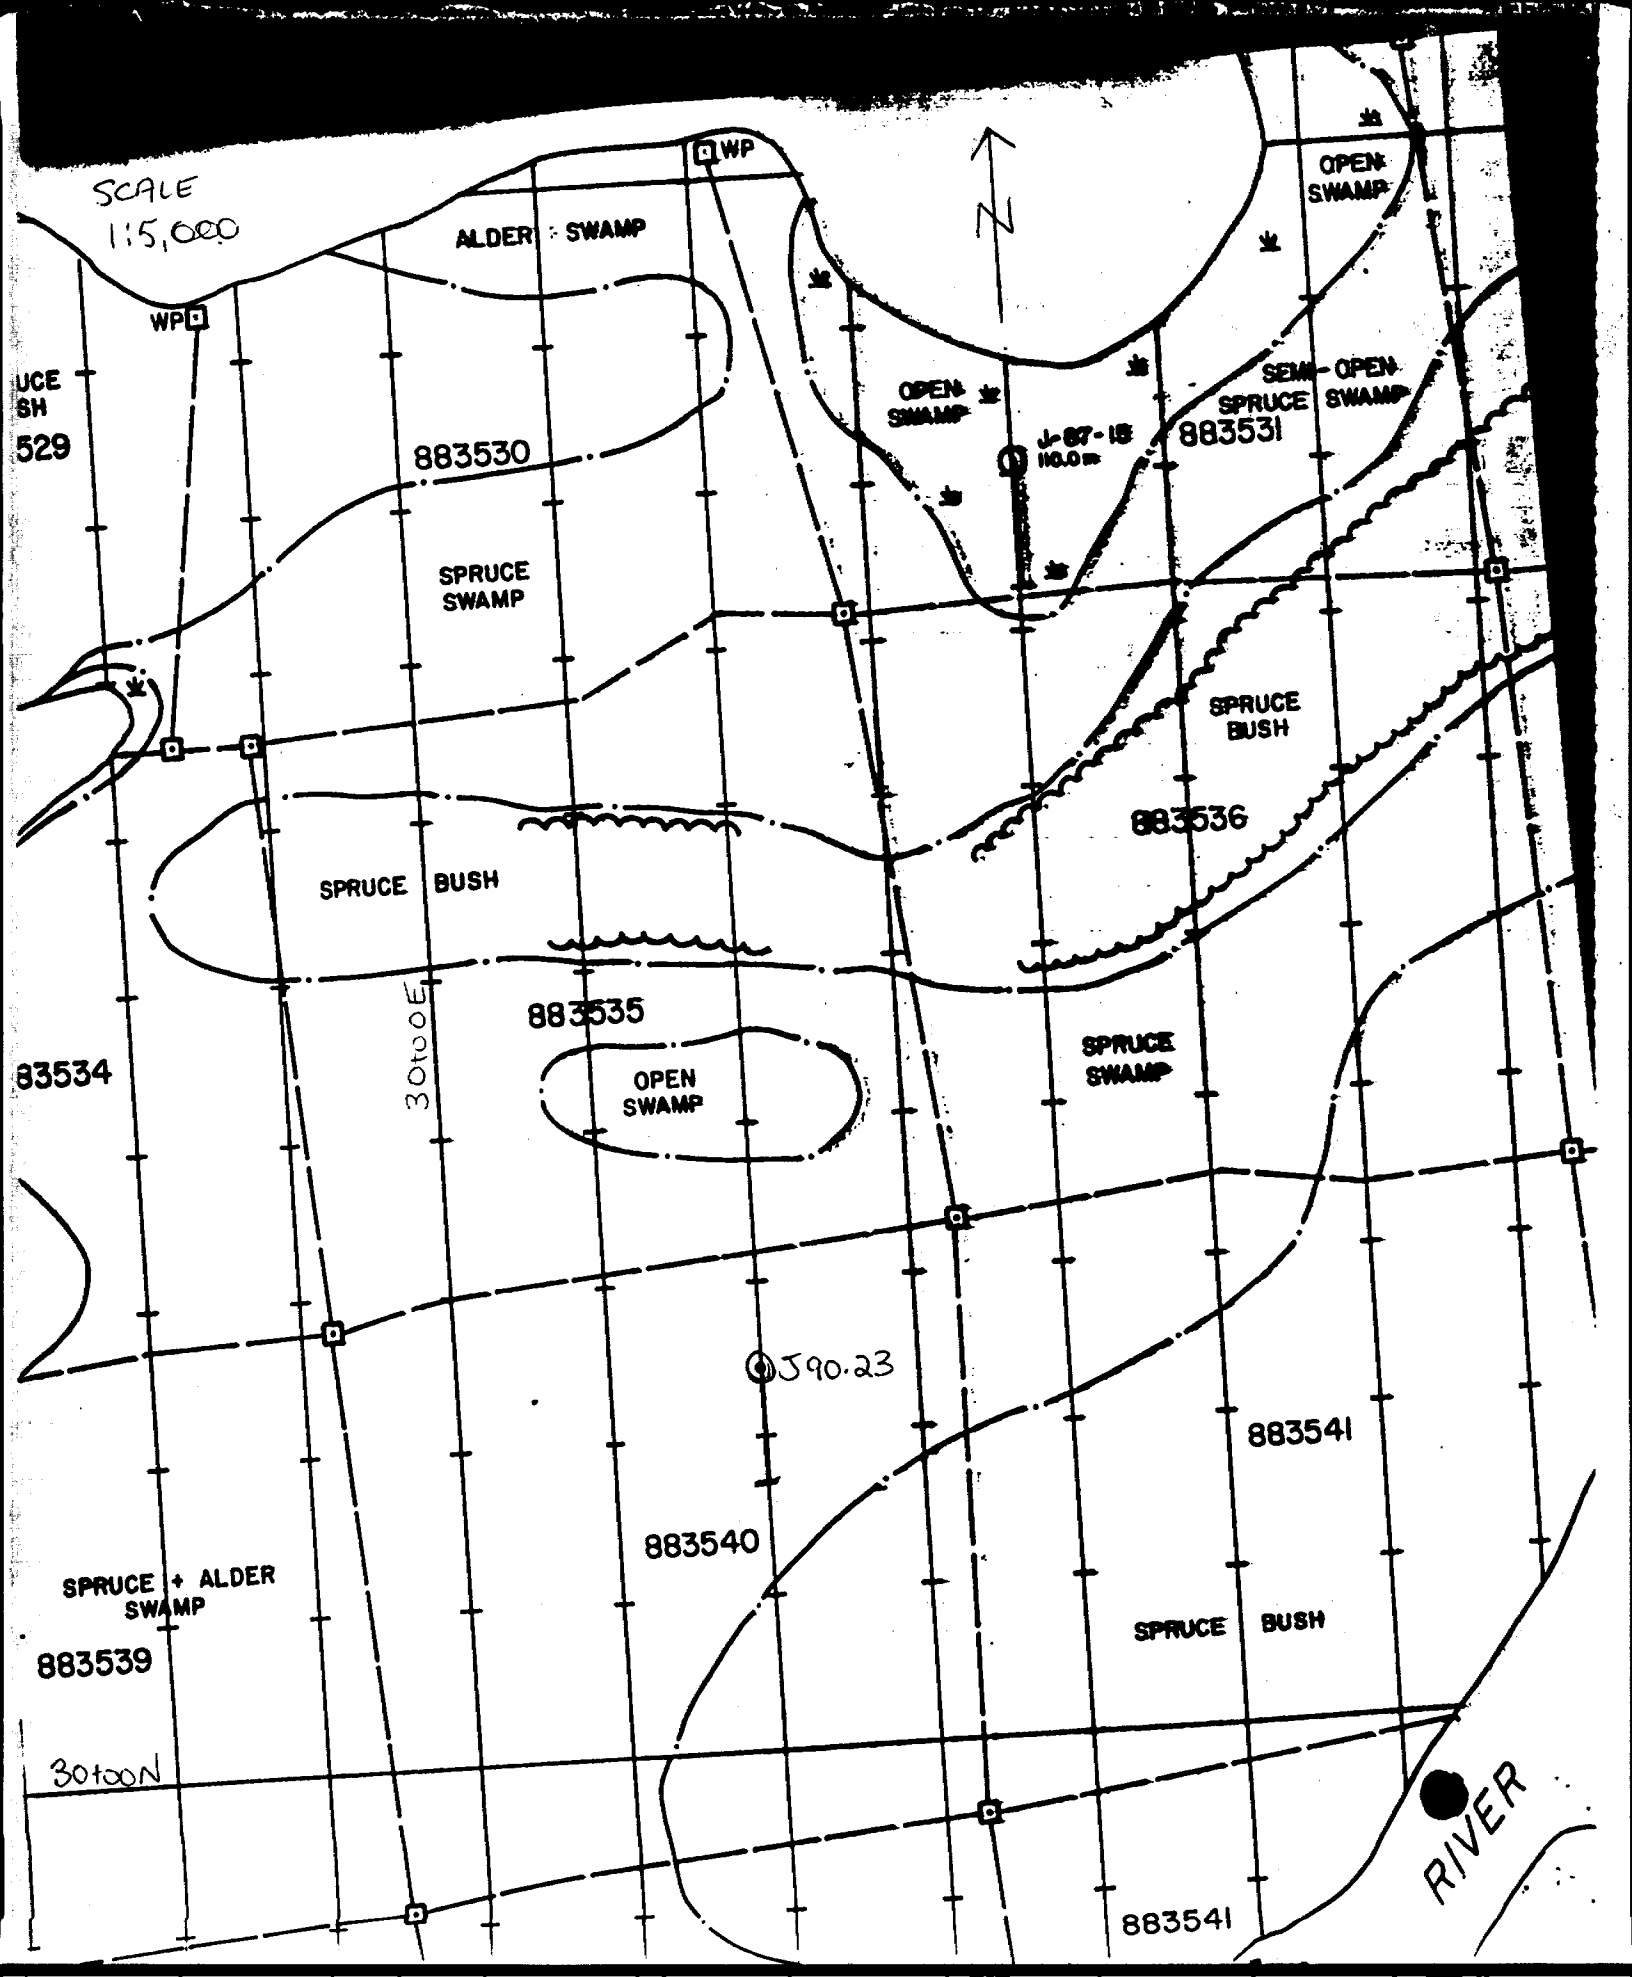 SCALE
1:5,000
WP
ALDER SWAMP
N
OPEN
SWAMP
WP
UCE
SH
529
883530
OPEN
SWAMP
J-87-18
110.0m
SEMI-OPEN
SPRUCE SWAMP
883531
SPRUCE
SWAMP
SPRUCE
BUSH
883536
SPRUCE BUSH
30+00E
883535
83534
OPEN
SWAMP
SPRUCE
SWAMP
J90-23
883541
883540
SPRUCE + ALDER
SWAMP
883539
SPRUCE BUSH
30+00N
RIVER
883541